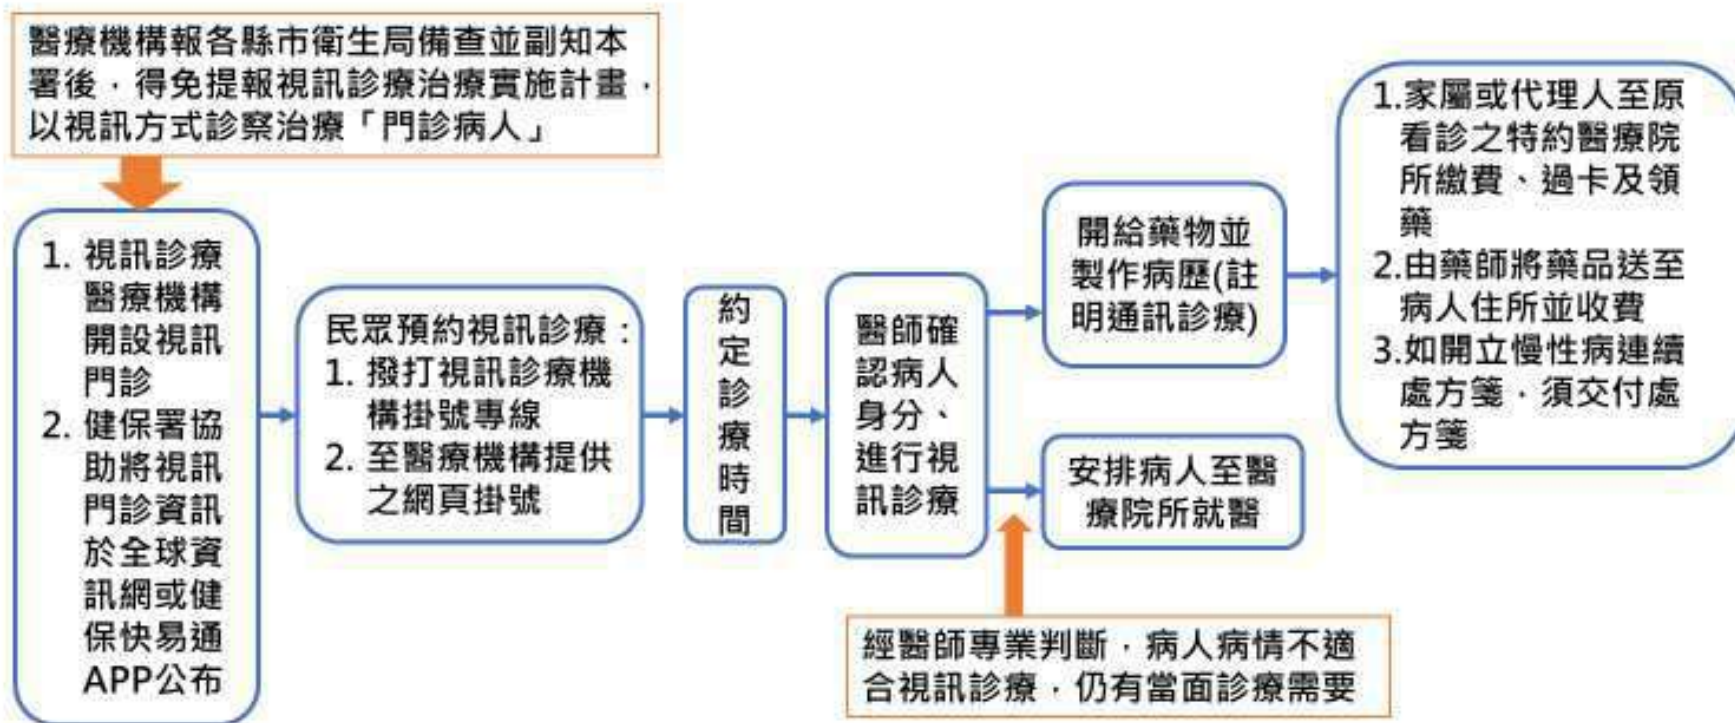 醫療機構報各縣市衛生局備查並副知本
署後，得免提報視訊診療治療實施計畫，
以視訊方式診察治療「門診病人」
1. 視訊診療
醫療機構
開設視訊
門診
2. 健保署協
助將視訊
門診資訊
於全球資
訊網或健
保快易通
APP公布
民眾預約視訊診療：
1. 撥打視訊診療機
構掛號專線
2. 至醫療機構提供
之網頁掛號
約
定
診
療
時
間
醫師確
認病人
身分、
進行視
訊診療
開給藥物並
製作病歷(註
明通訊診療)
1.家屬或代理人至原
看診之特約醫療院
所繳費、過卡及領
藥
2.由藥師將藥品送至
病人住所並收費
3.如開立慢性病連續
處方箋，須交付處
方箋
安排病人至醫
療院所就醫
經醫師專業判斷，病人病情不適
合視訊診療，仍有當面診療需要